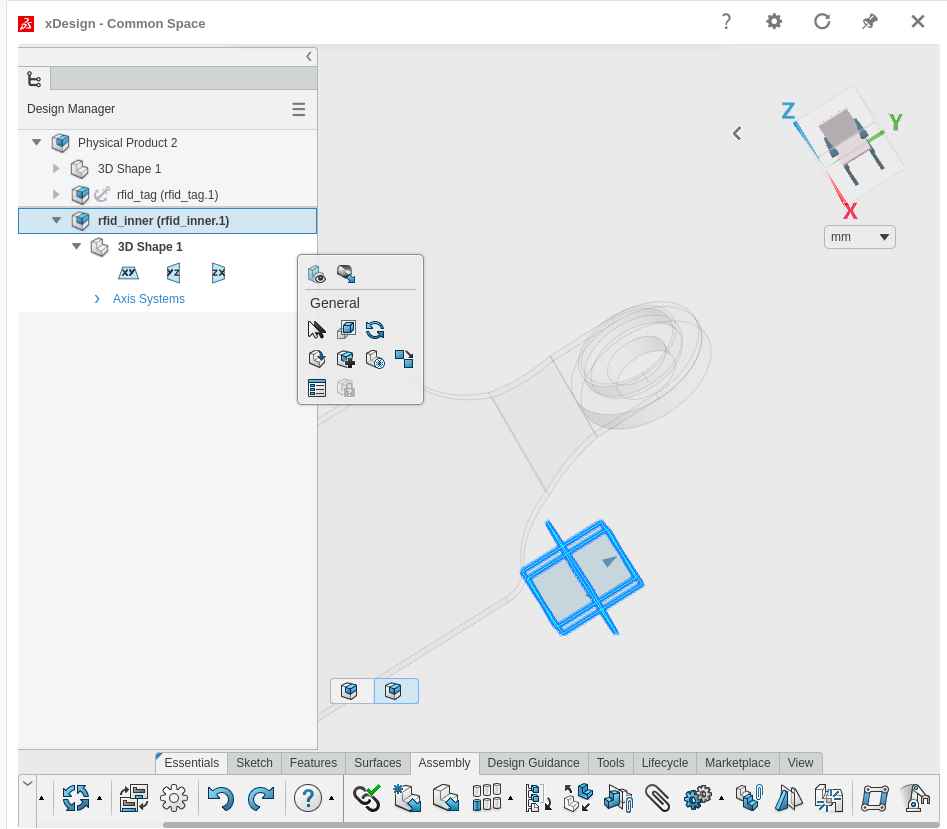 xDesign - Common Space
Design Manager
Physical Product 2
3D Shape 1
rfid_tag (rfid_tag.1)
rfid_inner (rfid_inner.1)
3D Shape 1
XY YZ ZX
Axis Systems
General
Z
Y
X
mm
Essentials Sketch Features Surfaces Assembly Design Guidance Tools Lifecycle Marketplace View